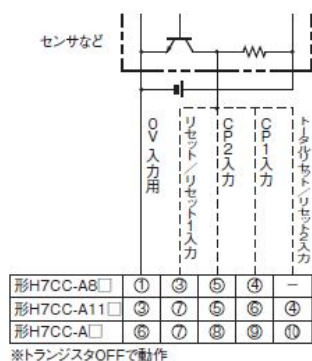 センサなど
0V 入力用
リセット/リセット1入力
CP2入力
CP1入力
トータルリセット/リセット2入力
形H7CC-A8□ ① ③ ⑤ ④ −
形H7CC-A11□ ③ ⑦ ⑤ ⑥ ④
形H7CC-A□ ⑥ ⑦ ⑧ ⑨ ⑩
※トランジスタOFFで動作